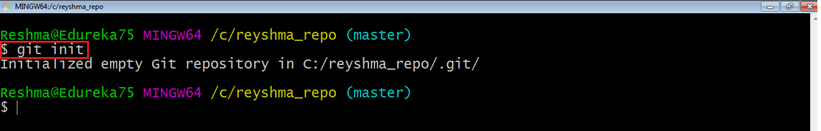 MINGW64:/c/reyshma_repo
Reshma@Edureka75 MINGW64 /c/reyshma_repo (master)
$ git init
Initialized empty Git repository in C:/reyshma_repo/.git/
Reshma@Edureka75 MINGW64 /c/reyshma_repo (master)
$